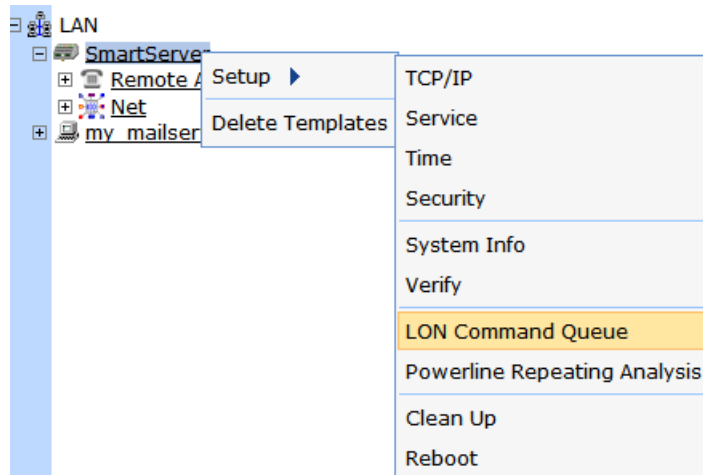 LAN
SmartServer
Remote A
Net
my_mailser
Setup
Delete Templates
TCP/IP
Service
Time
Security
System Info
Verify
LON Command Queue
Powerline Repeating Analysis
Clean Up
Reboot